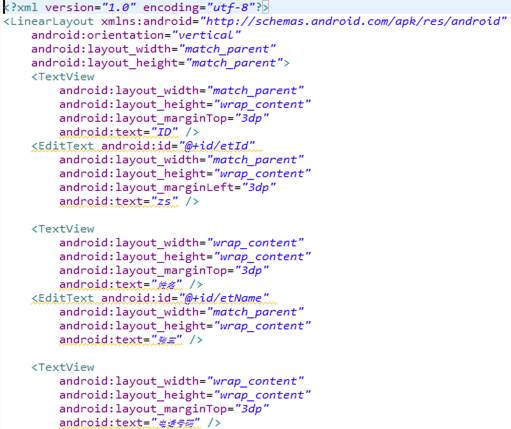 <?xml version="1.0" encoding="utf-8"?>
<LinearLayout xmlns:android="http://schemas.android.com/apk/res/android"
android:orientation="vertical"
android:layout_width="match_parent"
android:layout_height="match_parent">
<TextView
android:layout_width="match_parent"
android:layout_height="wrap_content"
android:layout_marginTop="3dp"
android:text="ID" />
<EditText android:id="@+id/etId"
android:layout_width="match_parent"
android:layout_height="wrap_content"
android:layout_marginLeft="3dp"
android:text="zs" />
<TextView
android:layout_width="wrap_content"
android:layout_height="wrap_content"
android:layout_marginTop="3dp"
android:text="姓名" />
<EditText android:id="@+id/etName"
android:layout_width="match_parent"
android:layout_height="wrap_content"
android:text="张三" />
<TextView
android:layout_width="wrap_content"
android:layout_height="wrap_content"
android:layout_marginTop="3dp"
android:text="电话号码" />